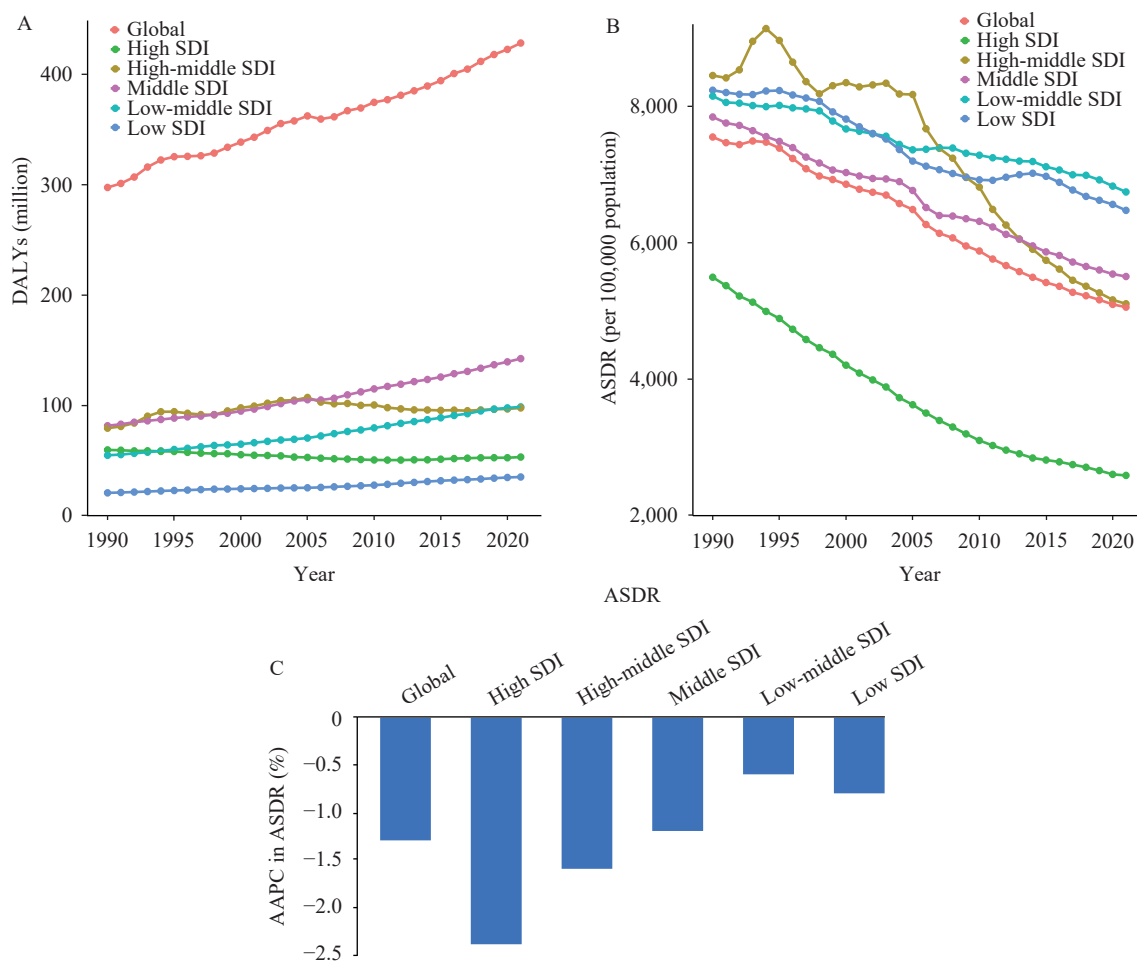 A
Global
High SDI
High-middle SDI
Middle SDI
Low-middle SDI
Low SDI
DALYs (million)
400
300
200
100
0
1990 1995 2000 2005 2010 2015 2020
Year
B
Global
High SDI
High-middle SDI
Middle SDI
Low-middle SDI
Low SDI
ASDR (per 100,000 population)
8,000
6,000
4,000
2,000
1990 1995 2000 2005 2010 2015 2020
Year
ASDR
C
Global
High SDI
High-middle SDI
Middle SDI
Low-middle SDI
Low SDI
AAPC in ASDR (%)
0
−0.5
−1.0
−1.5
−2.0
−2.5